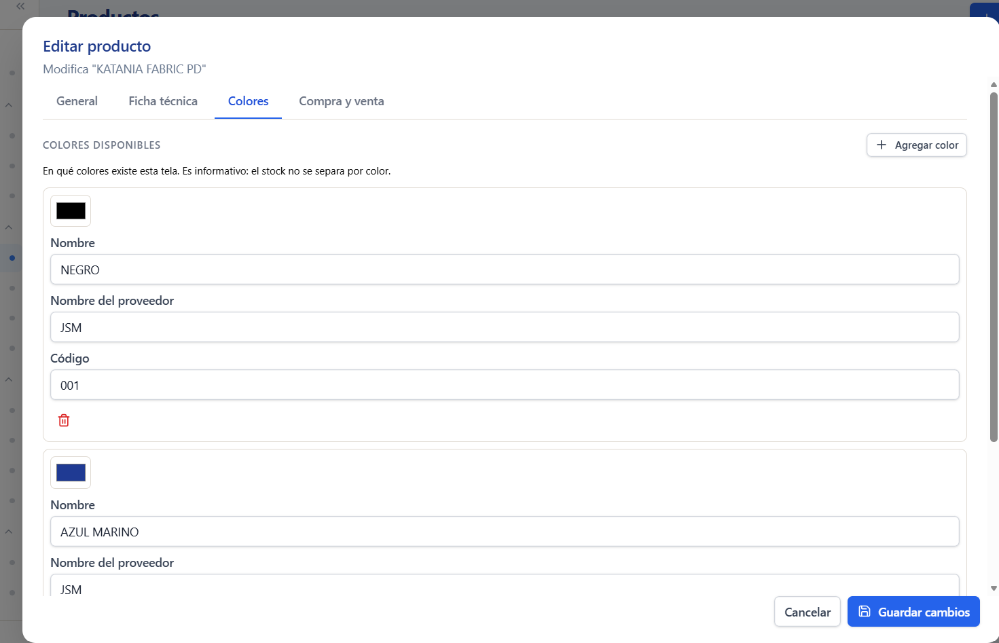 Productos
Editar producto
Modifica "KATANIA FABRIC PD"
General
Ficha técnica
Colores
Compra y venta
COLORES DISPONIBLES
Agregar color
En qué colores existe esta tela. Es informativo: el stock no se separa por color.
Nombre
NEGRO
Nombre del proveedor
JSM
Código
001
Nombre
AZUL MARINO
Nombre del proveedor
JSM
Cancelar
Guardar cambios